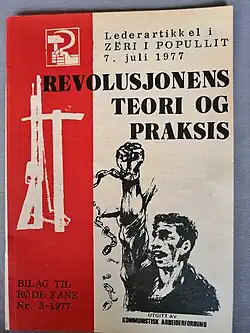 Lederartikkel i
ZËRI I POPULLIT
7. juli 1977
REVOLUSJONENS
TEORI OG
PRAKSIS
BILAG TIL
RØDE FANE
Nr. 3-1977
UTGITT AV
KOMMUNISTISK ARBEIDERFORBUND